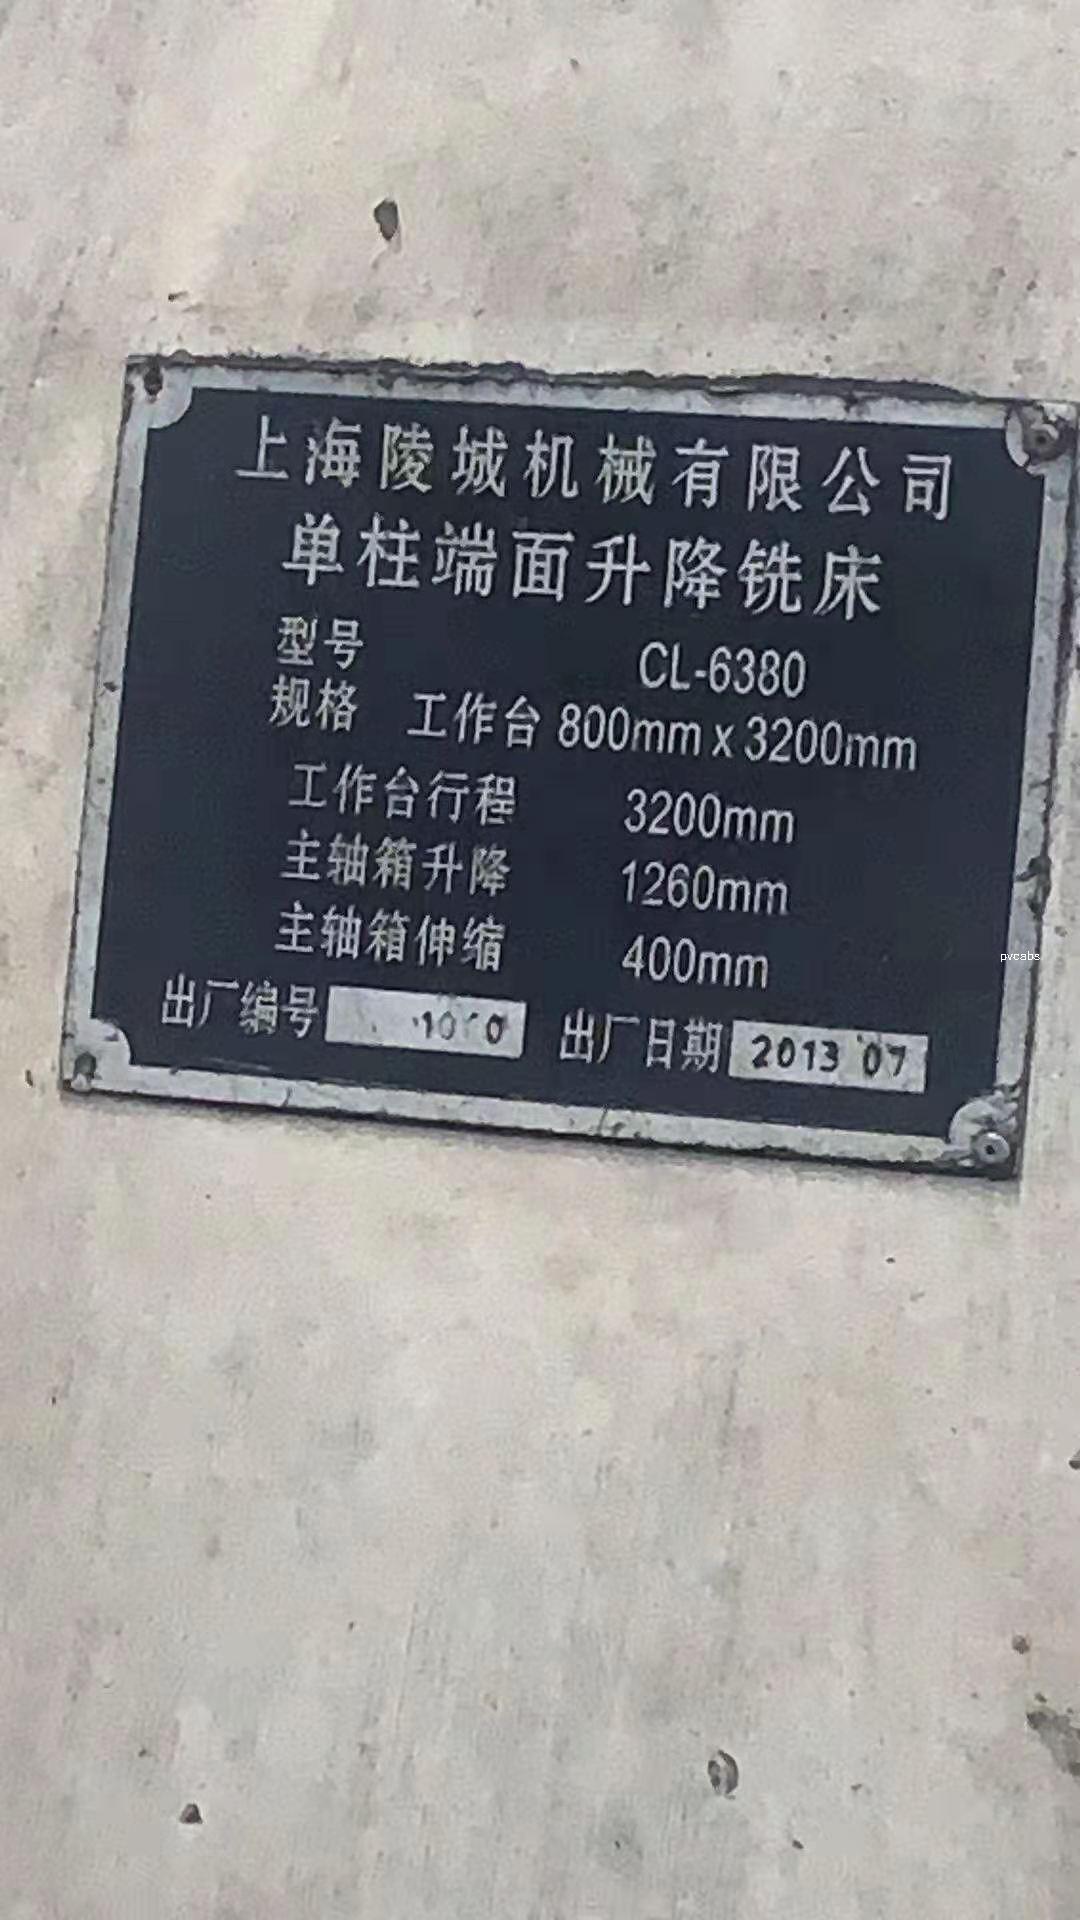 上海陵城机械有限公司
单柱端面升降铣床
型号 CL-6380
规格 工作台 800mm x 3200mm
工作台行程 3200mm
主轴箱升降 1260mm
主轴箱伸缩 400mm
出厂编号 出厂日期 2013 07
pvcabs